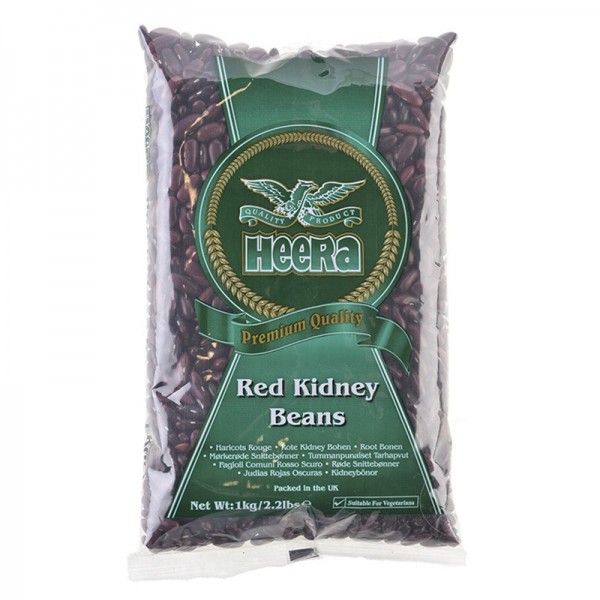 QUALITY PRODUCT
HEERa
Premium Quality
Red Kidney
Beans
• Haricots Rouge • Rote Kidney Bohen • Root Bonen
• Mørkerøde Snittebønner • Tummanpunaiset Tarhapvut
• Fagioli Comuni Rosso Scuro • Røde Snittebønner
• Judias Rojas Oscuras • Kidneybönor
Packed in the UK
Net Wt: 1kg/2.2lbs℮
Suitable For Vegetarians